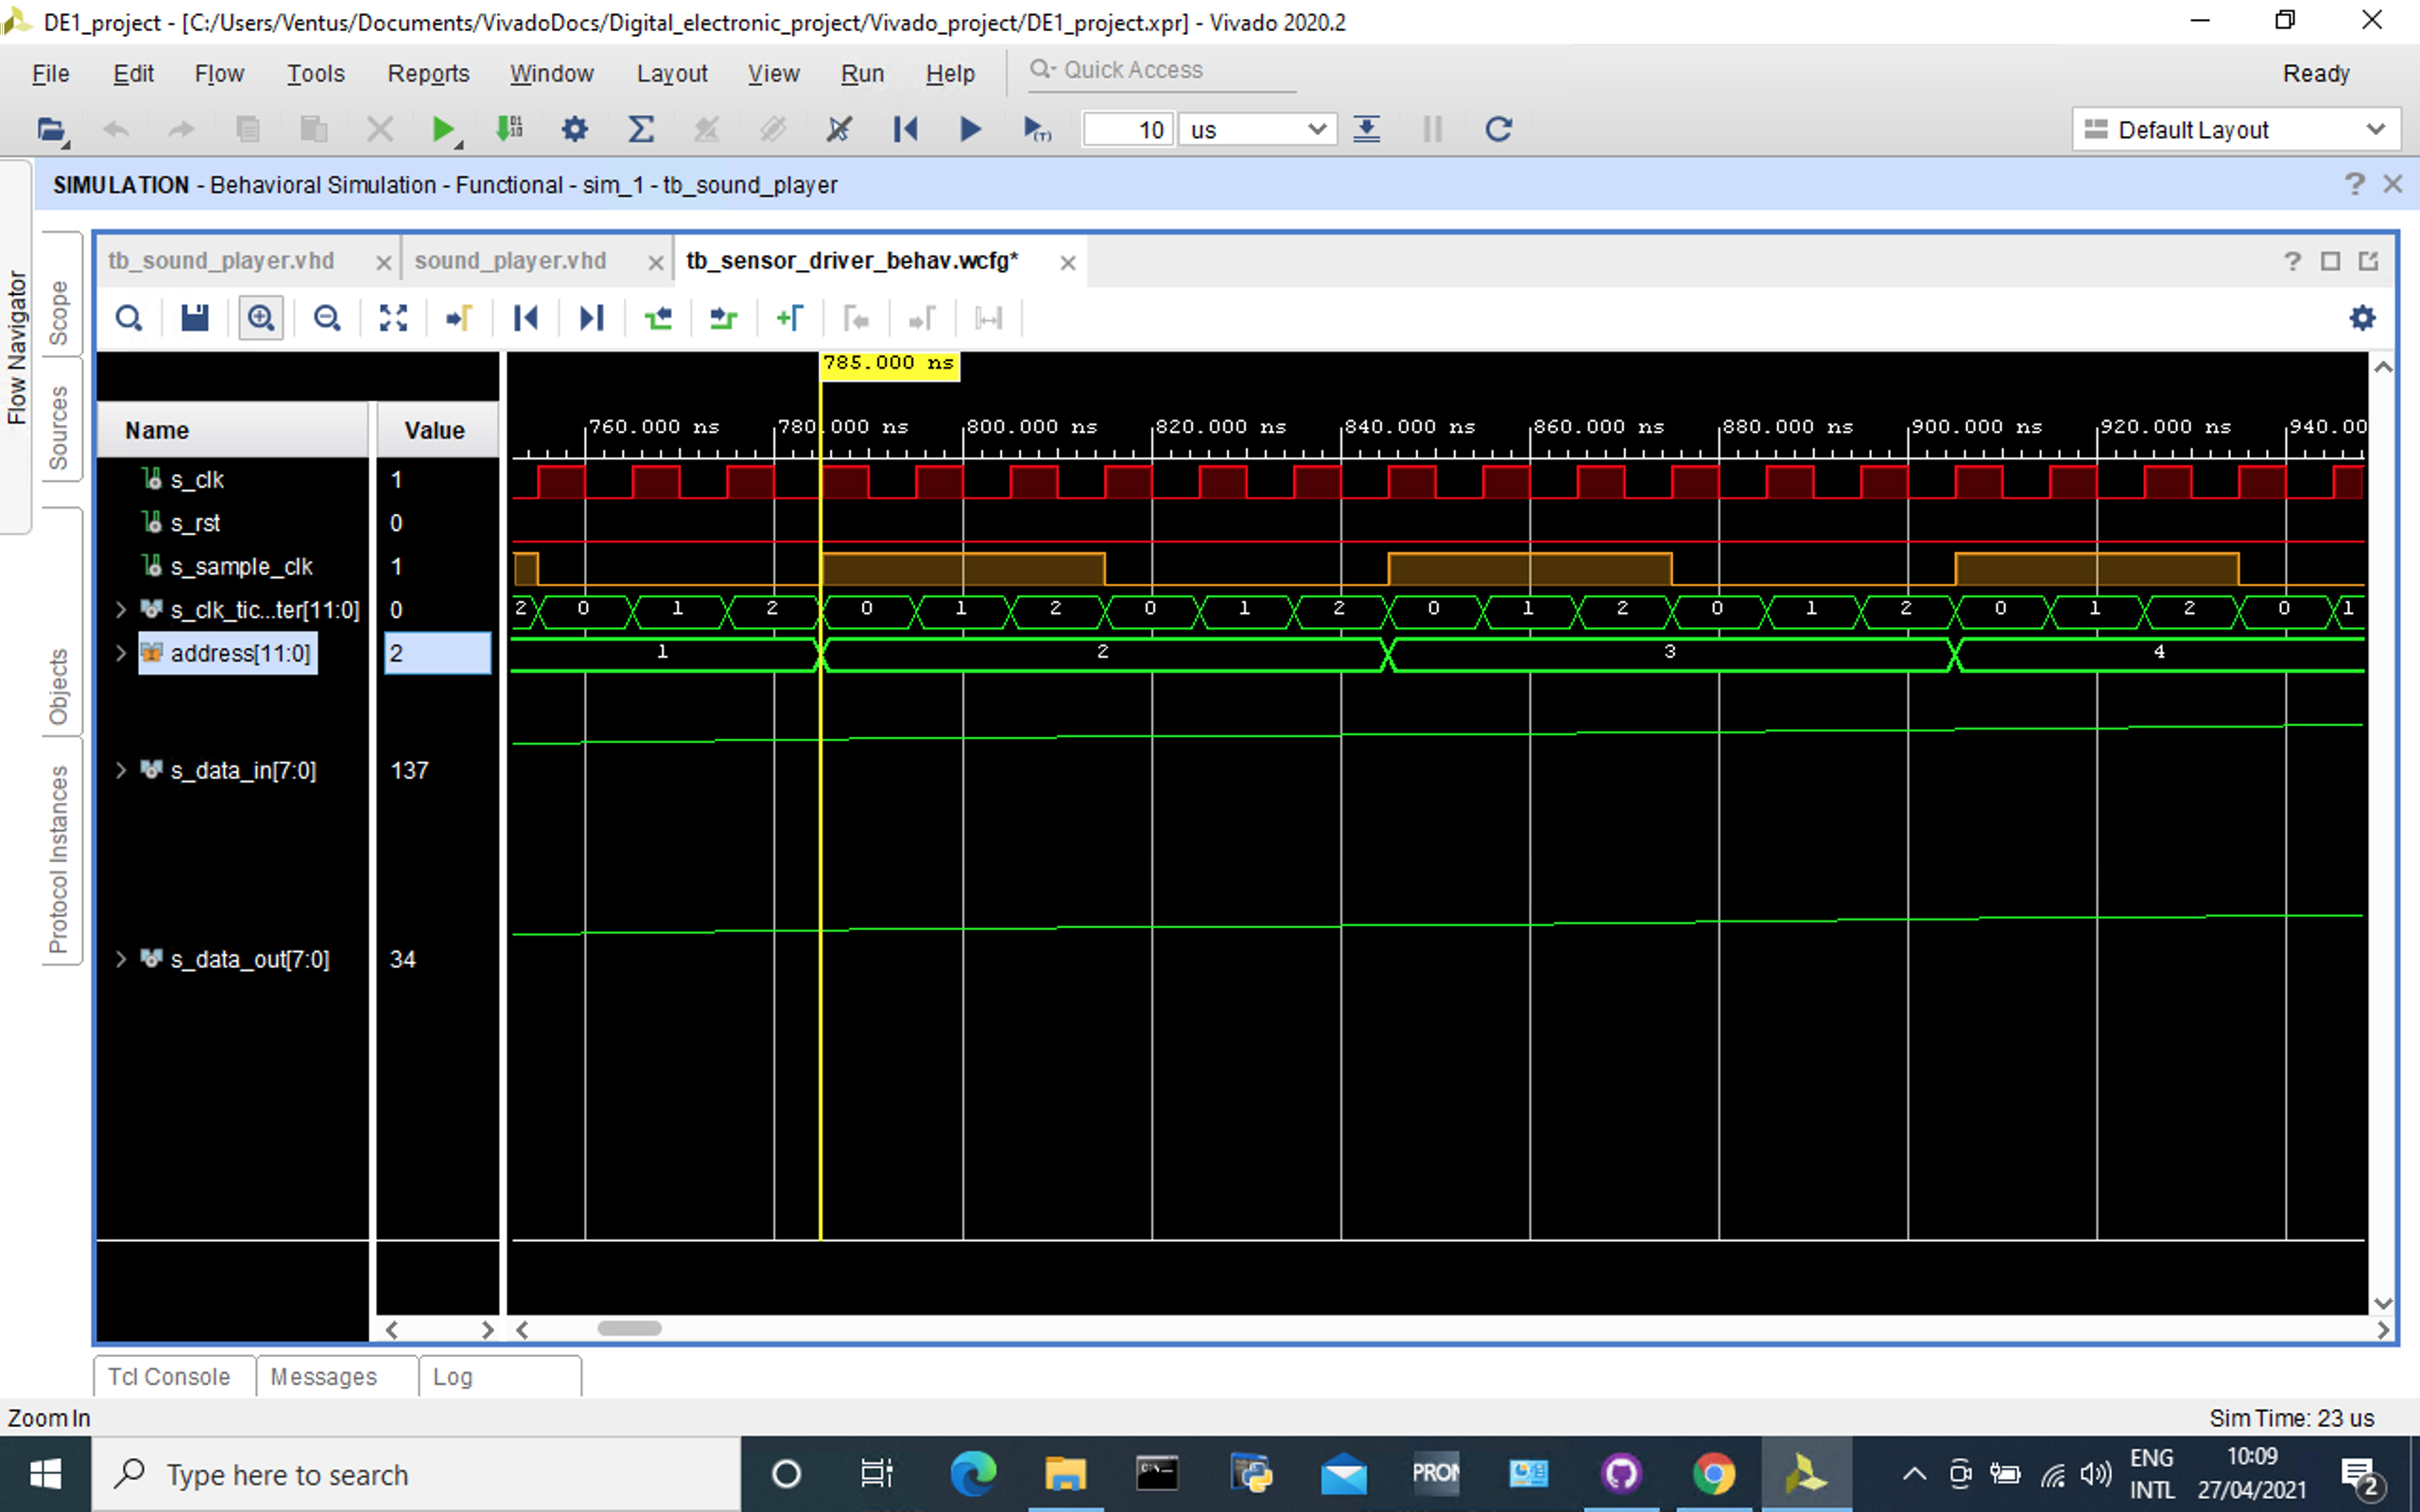 DE1_project - [C:/Users/Ventus/Documents/VivadoDocs/Digital_electronic_project/Vivado_project/DE1_project.xpr] - Vivado 2020.2
File Edit Flow Tools Reports Window Layout View Run Help Quick Access Ready
10 us Default Layout
SIMULATION - Behavioral Simulation - Functional - sim_1 - tb_sound_player
Flow Navigator
Scope
Sources
Objects
Protocol Instances
tb_sound_player.vhd sound_player.vhd tb_sensor_driver_behav.wcfg*
785.000 ns
Name Value 760.000 ns 780.000 ns 800.000 ns 820.000 ns 840.000 ns 860.000 ns 880.000 ns 900.000 ns 920.000 ns 940.00
s_clk 1
s_rst 0
s_sample_clk 1
s_clk_tic...ter[11:0] 0 2 0 1 2 0 1 2 0 1 2 0 1 2 0 1 2 0 1 2 0 1
address[11:0] 2 1 2 3 4
s_data_in[7:0] 137
s_data_out[7:0] 34
Tcl Console Messages Log
Zoom In Sim Time: 23 us
Type here to search
PRON
ENG
INTL
10:09
27/04/2021
2